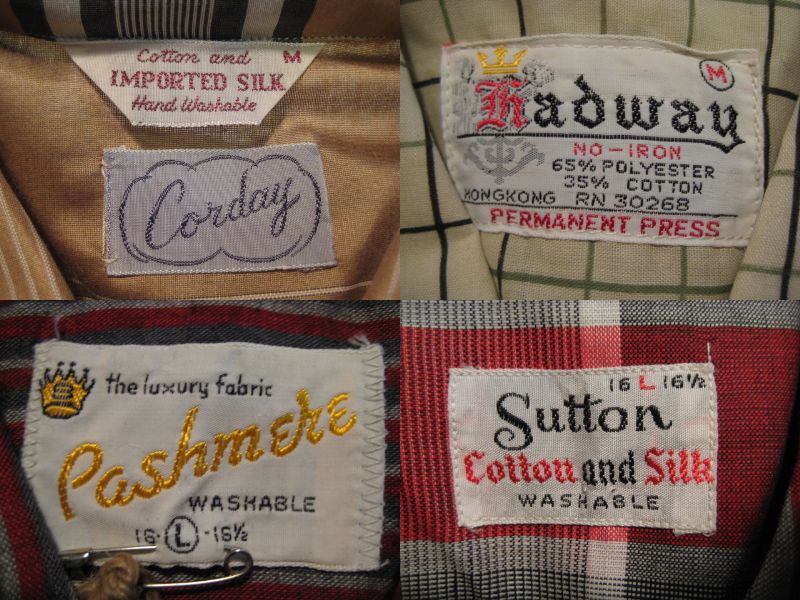 Cotton and M
IMPORTED SILK
Hand Washable
Corday
Hadway M
NO-IRON
65% POLYESTER
35% COTTON
HONGKONG RN 30268
PERMANENT PRESS
the luxury fabric
Pashmere
WASHABLE
16-L-16½
16 L 16½
Sutton
Cotton and Silk
WASHABLE